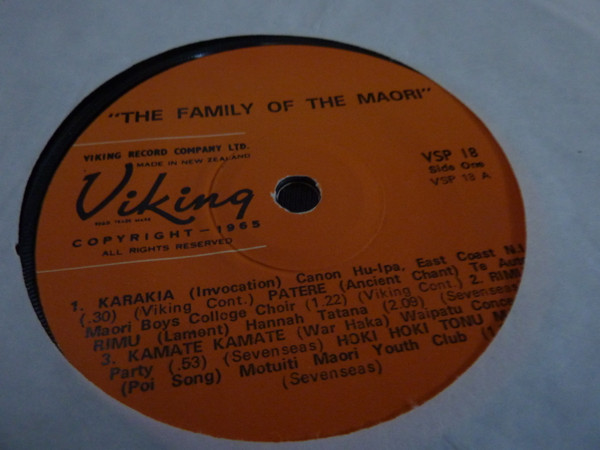 "THE FAMILY OF THE MAORI"
VIKING RECORD COMPANY LTD.
MADE IN NEW ZEALAND
Viking
REGD. TRADE MARK
COPYRIGHT—1965
ALL RIGHTS RESERVED
VSP 18
Side One
VSP 18 A
1. KARAKIA (Invocation) Canon Hu-Ipa, East Coast N.I.
(.30) (Viking Cont.) PATERE (Ancient Chant) Te Aute
Maori Boys College Choir (1.22) (Viking Cont.) 2. RIMU
RIMU (Lament) Hannah Tatana (2.09) (Sevenseas)
3. KAMATE KAMATE (War Haka) Waipatu Concert
Party (.53) (Sevenseas) HOKI HOKI TONU
(Poi Song) Motuiti Maori Youth Club
(Sevenseas)